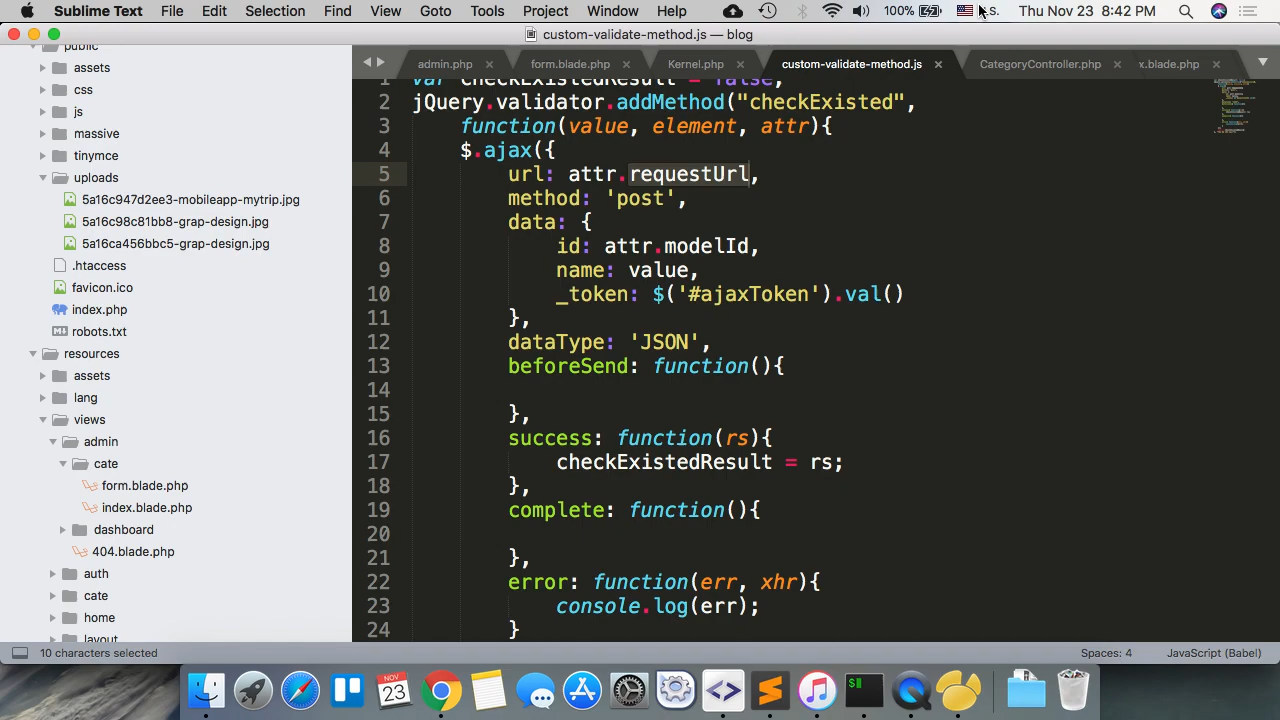 Sublime Text File Edit Selection Find View Goto Tools Project Window Help 100% .S. Thu Nov 23 8:42 PM
custom-validate-method.js — blog
admin.php form.blade.php Kernel.php custom-validate-method.js CategoryController.php x.blade.php
public
assets
css
js
massive
tinymce
uploads
5a16c947d2ee3-mobileapp-mytrip.jpg
5a16c98c81bb8-grap-design.jpg
5a16ca456bbc5-grap-design.jpg
.htaccess
favicon.ico
index.php
robots.txt
resources
assets
lang
views
admin
cate
form.blade.php
index.blade.php
dashboard
404.blade.php
auth
cate
home
layout
1 var checkExistedResult = false;
2 jQuery.validator.addMethod("checkExisted",
3 function(value, element, attr){
4 $.ajax({
5 url: attr.requestUrl,
6 method: 'post',
7 data: {
8 id: attr.modelId,
9 name: value,
10 _token: $('#ajaxToken').val()
11 },
12 dataType: 'JSON',
13 beforeSend: function(){
14
15 },
16 success: function(rs){
17 checkExistedResult = rs;
18 },
19 complete: function(){
20
21 },
22 error: function(err, xhr){
23 console.log(err);
24 }
10 characters selected Spaces: 4 JavaScript (Babel)
NOV
23